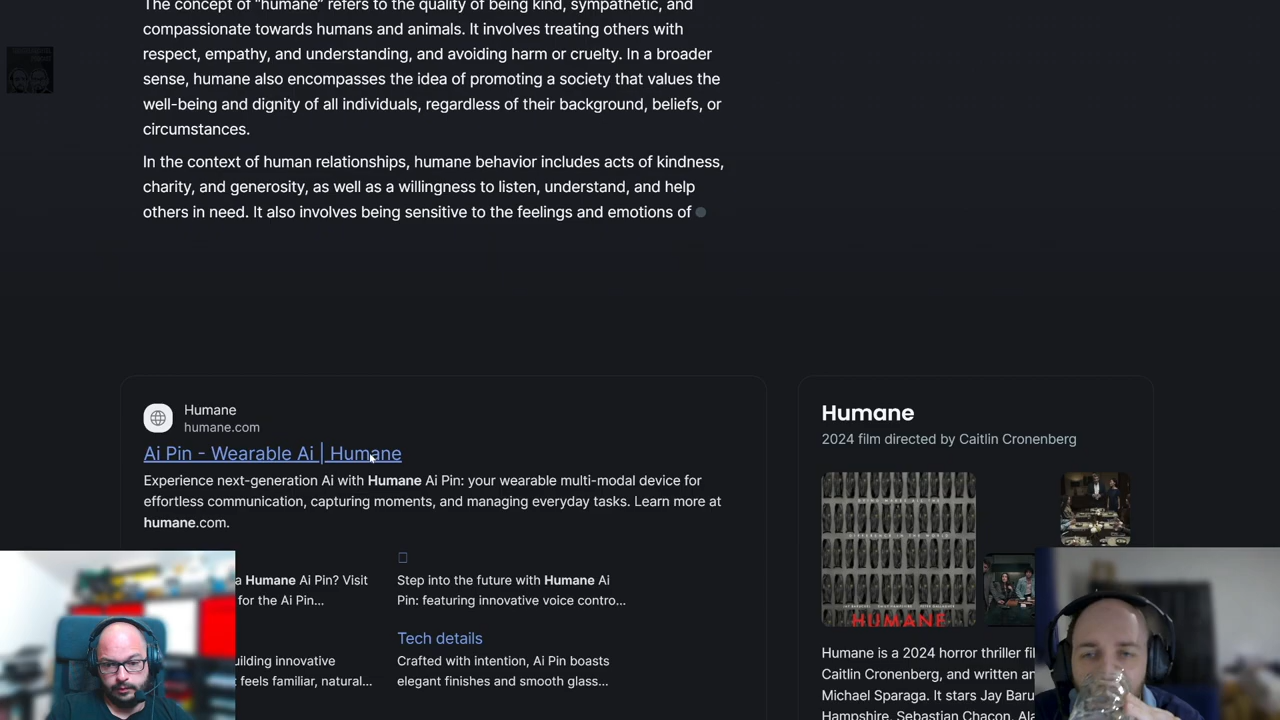 The concept of "humane" refers to the quality of being kind, sympathetic, and
compassionate towards humans and animals. It involves treating others with
respect, empathy, and understanding, and avoiding harm or cruelty. In a broader
sense, humane also encompasses the idea of promoting a society that values the
well-being and dignity of all individuals, regardless of their background, beliefs, or
circumstances.
In the context of human relationships, humane behavior includes acts of kindness,
charity, and generosity, as well as a willingness to listen, understand, and help
others in need. It also involves being sensitive to the feelings and emotions of
Humane
humane.com
Ai Pin - Wearable Ai | Humane
Experience next-generation Ai with Humane Ai Pin: your wearable multi-modal device for
effortless communication, capturing moments, and managing everyday tasks. Learn more at
humane.com.
a Humane Ai Pin? Visit
for the Ai Pin...
uilding innovative
feels familiar, natural...
Step into the future with Humane Ai
Pin: featuring innovative voice contro...
Tech details
Crafted with intention, Ai Pin boasts
elegant finishes and smooth glass...
Humane
2024 film directed by Caitlin Cronenberg
HUMANE
Humane is a 2024 horror thriller fil
Caitlin Cronenberg, and written an
Michael Sparaga. It stars Jay Baru
Hampshire, Sebastian Chacon, Ala